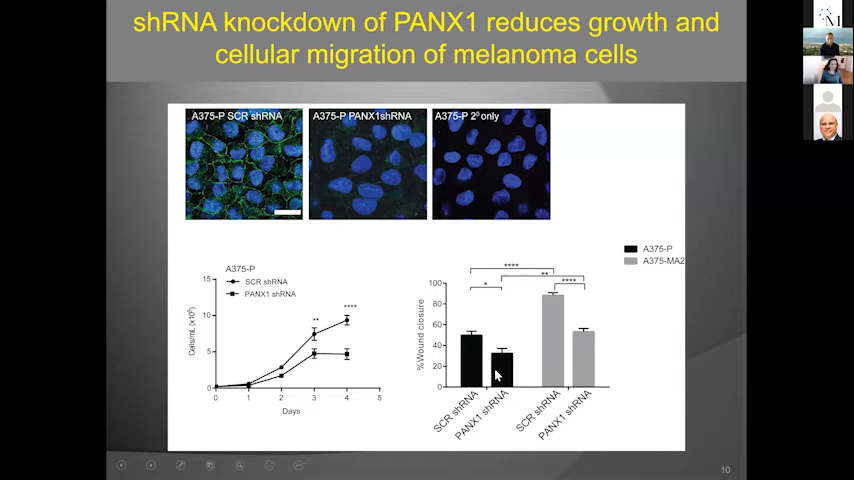 shRNA knockdown of PANX1 reduces growth and
cellular migration of melanoma cells
A375-P SCR shRNA
A375-P PANX1shRNA
A375-P 2⁰ only
A375-P
SCR shRNA
PANX1 shRNA
15
10
5
0
Cells/mL (x10⁵)
**
****
0 1 2 3 4 5
Days
A375-P
A375-MA2
****
**
*
****
100
80
60
40
20
0
%Wound closure
SCR shRNA
PANX1 shRNA
SCR shRNA
PANX1 shRNA
10
M